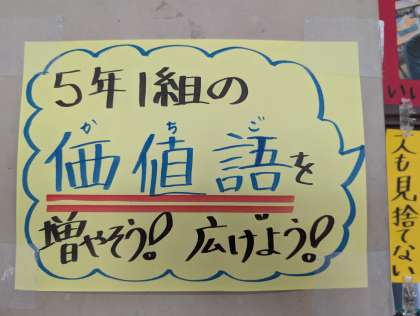 5年1組の
かちご
価値語を
増やそう！広げよう！
人も見捨てない